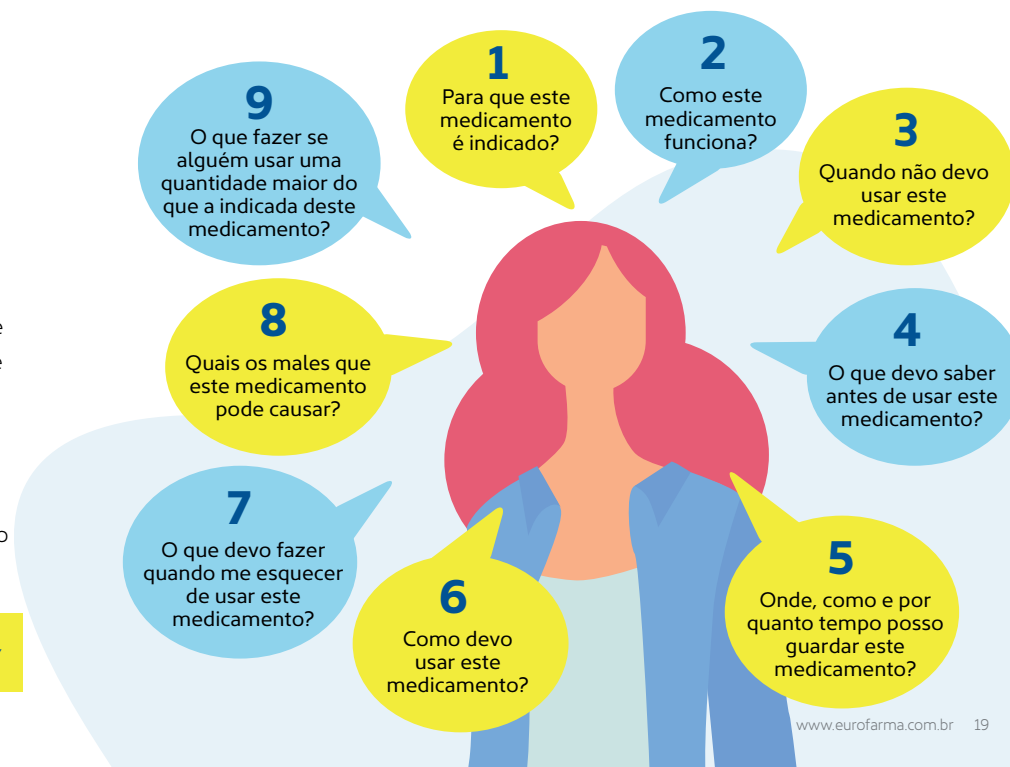 1
Para que este
medicamento
é indicado?
2
Como este
medicamento
funciona?
3
Quando não devo
usar este
medicamento?
4
O que devo saber
antes de usar este
medicamento?
5
Onde, como e por
quanto tempo posso
guardar este
medicamento?
6
Como devo
usar este
medicamento?
7
O que devo fazer
quando me esquecer
de usar este
medicamento?
8
Quais os males que
este medicamento
pode causar?
9
O que fazer se
alguém usar uma
quantidade maior do
que a indicada deste
medicamento?
www.eurofarma.com.br 19